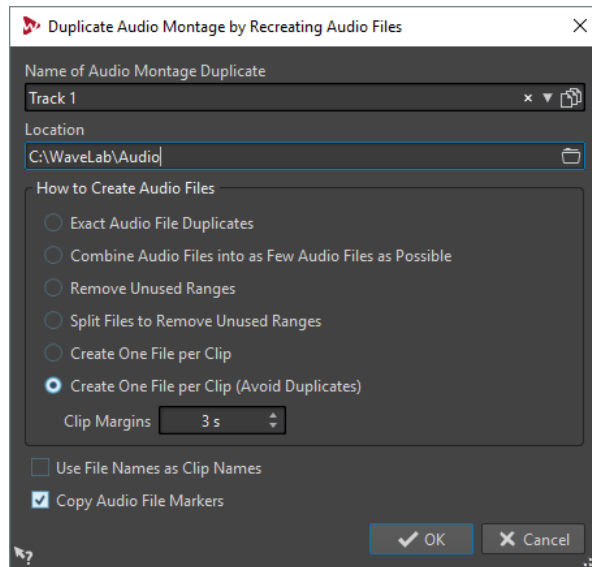 Duplicate Audio Montage by Recreating Audio Files
Name of Audio Montage Duplicate
Track 1
Location
C:\WaveLab\Audio
How to Create Audio Files
Exact Audio File Duplicates
Combine Audio Files into as Few Audio Files as Possible
Remove Unused Ranges
Split Files to Remove Unused Ranges
Create One File per Clip
Create One File per Clip (Avoid Duplicates)
Clip Margins 3 s
Use File Names as Clip Names
Copy Audio File Markers
OK Cancel
?